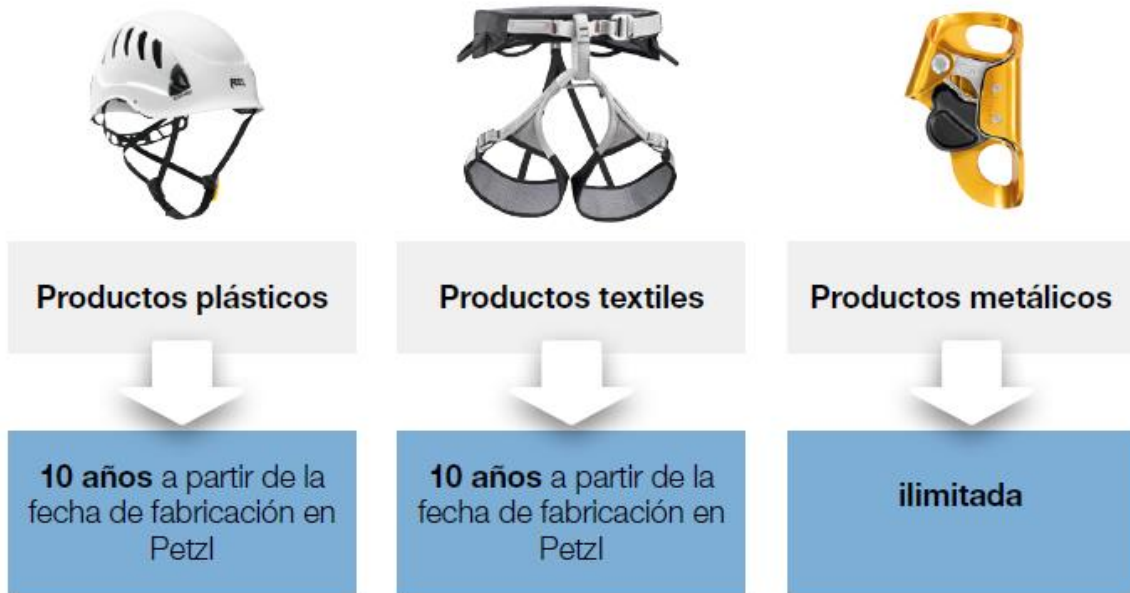 PETZL
Productos plásticos
Productos textiles
Productos metálicos
10 años a partir de la
fecha de fabricación en
Petzl
10 años a partir de la
fecha de fabricación en
Petzl
ilimitada